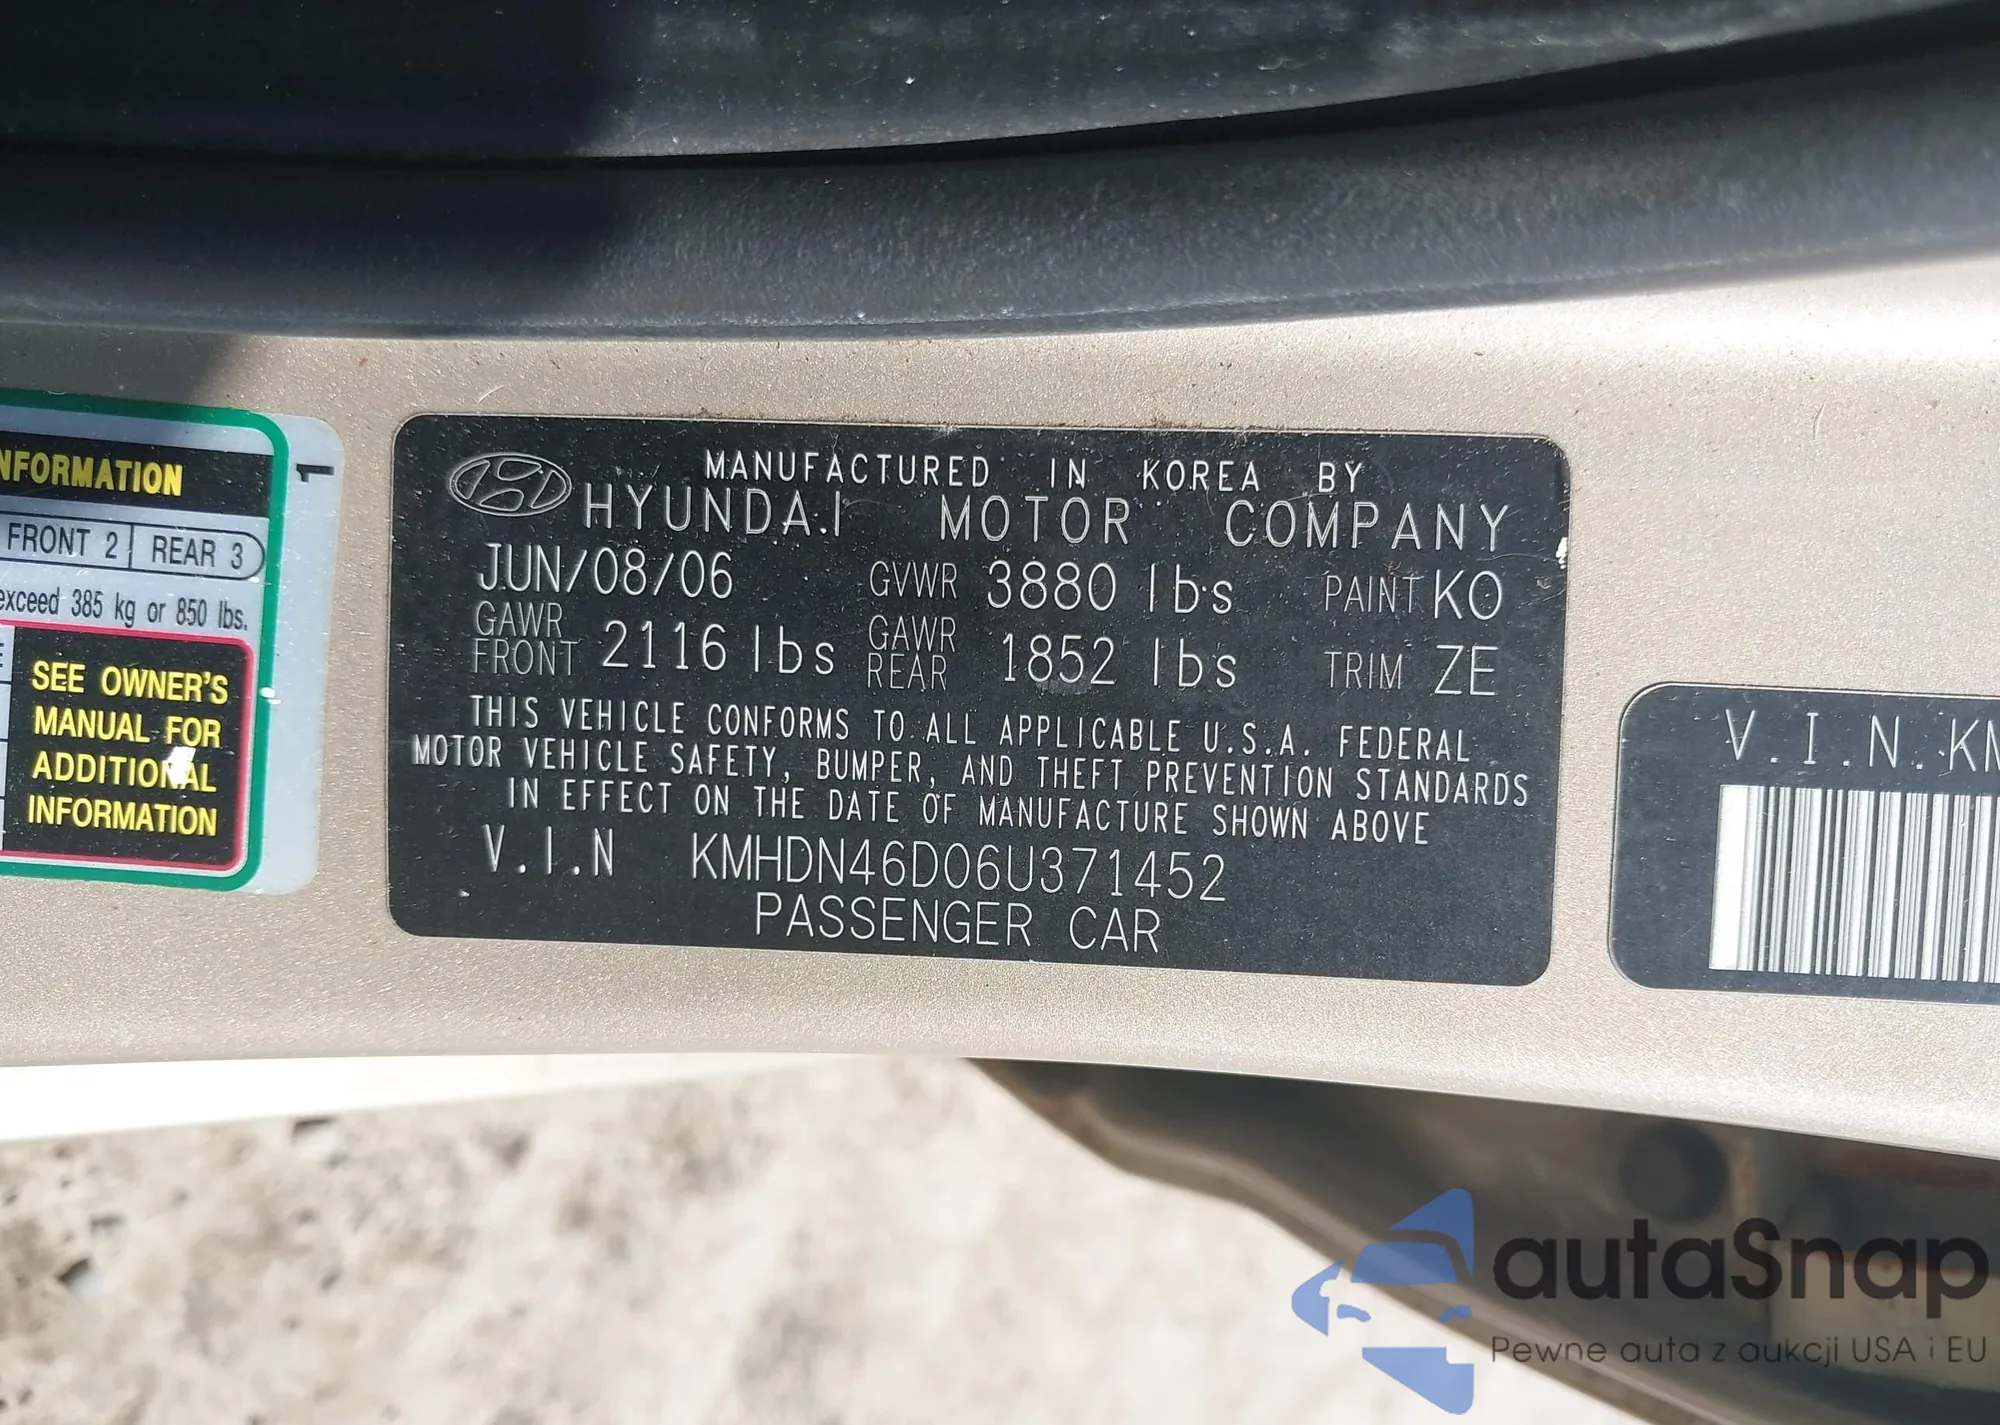 NFORMATION
FRONT 2 REAR 3
exceed 385 kg or 850 lbs.
SEE OWNER'S
MANUAL FOR
ADDITIONAL
INFORMATION
1
MANUFACTURED IN KOREA BY
HYUNDAI MOTOR COMPANY
JUN/08/06 GVWR 3880 lbs PAINT KO
GAWR FRONT 2116 lbs GAWR REAR 1852 lbs TRIM ZE
THIS VEHICLE CONFORMS TO ALL APPLICABLE U.S.A. FEDERAL
MOTOR VEHICLE SAFETY, BUMPER, AND THEFT PREVENTION STANDARDS
IN EFFECT ON THE DATE OF MANUFACTURE SHOWN ABOVE
V.I.N KMHDN46D06U371452
PASSENGER CAR
V.I.N. KM
autaSnap
Pewne auta z aukcji USA i EU